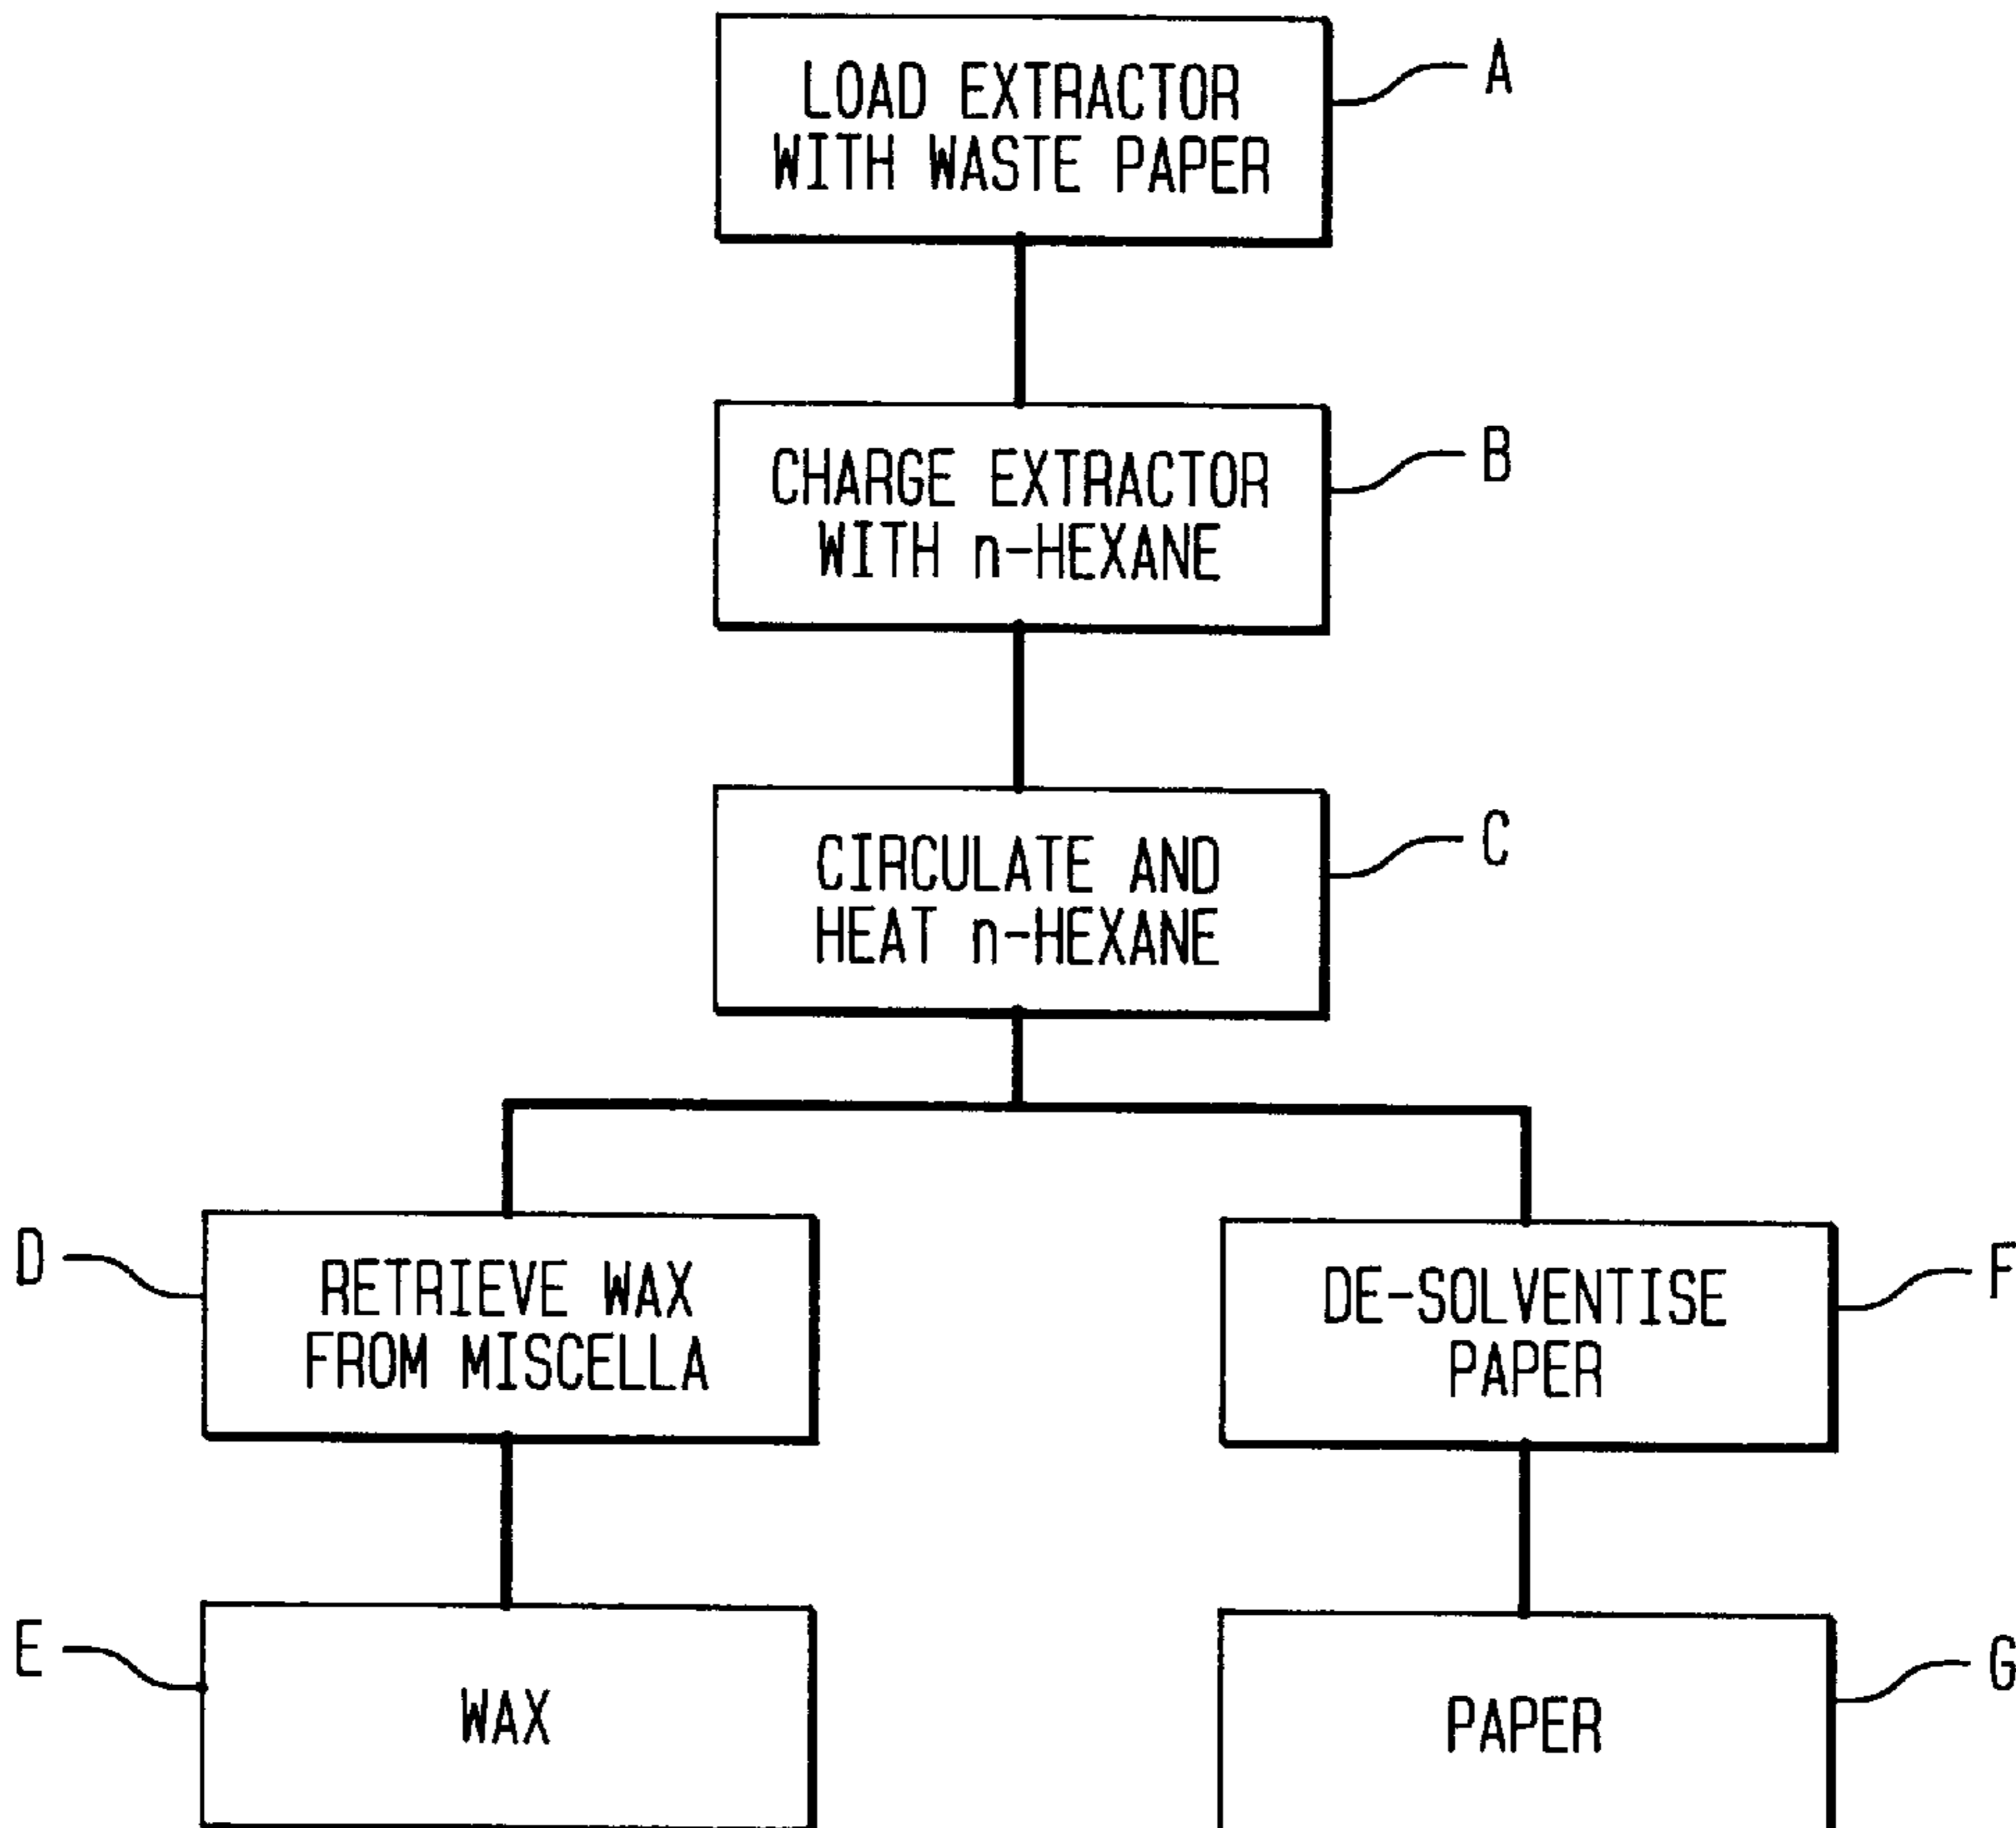 LOAD EXTRACTOR
WITH WASTE PAPER
A
CHARGE EXTRACTOR
WITH n-HEXANE
B
CIRCULATE AND
HEAT n-HEXANE
C
D
RETRIEVE WAX
FROM MISCELLA
DE-SOLVENTISE
PAPER
F
E
WAX
PAPER
G